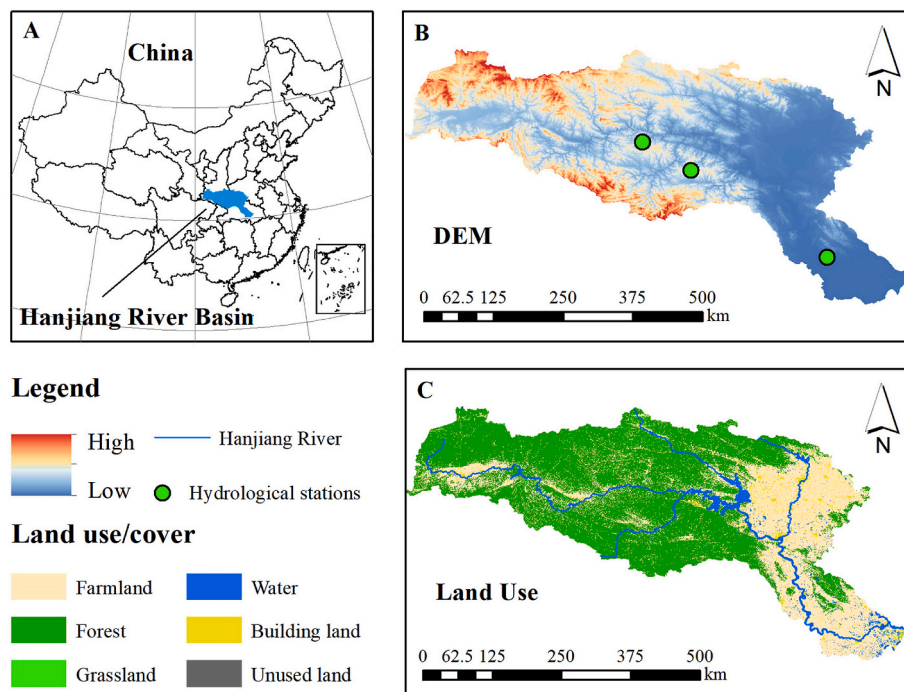 A
China
Hanjiang River Basin
B
N
DEM
0 62.5 125 250 375 500
km
Legend
High
Low
Hanjiang River
Hydrological stations
Land use/cover
Farmland
Water
Forest
Building land
Grassland
Unused land
C
N
Land Use
0 62.5 125 250 375 500
km